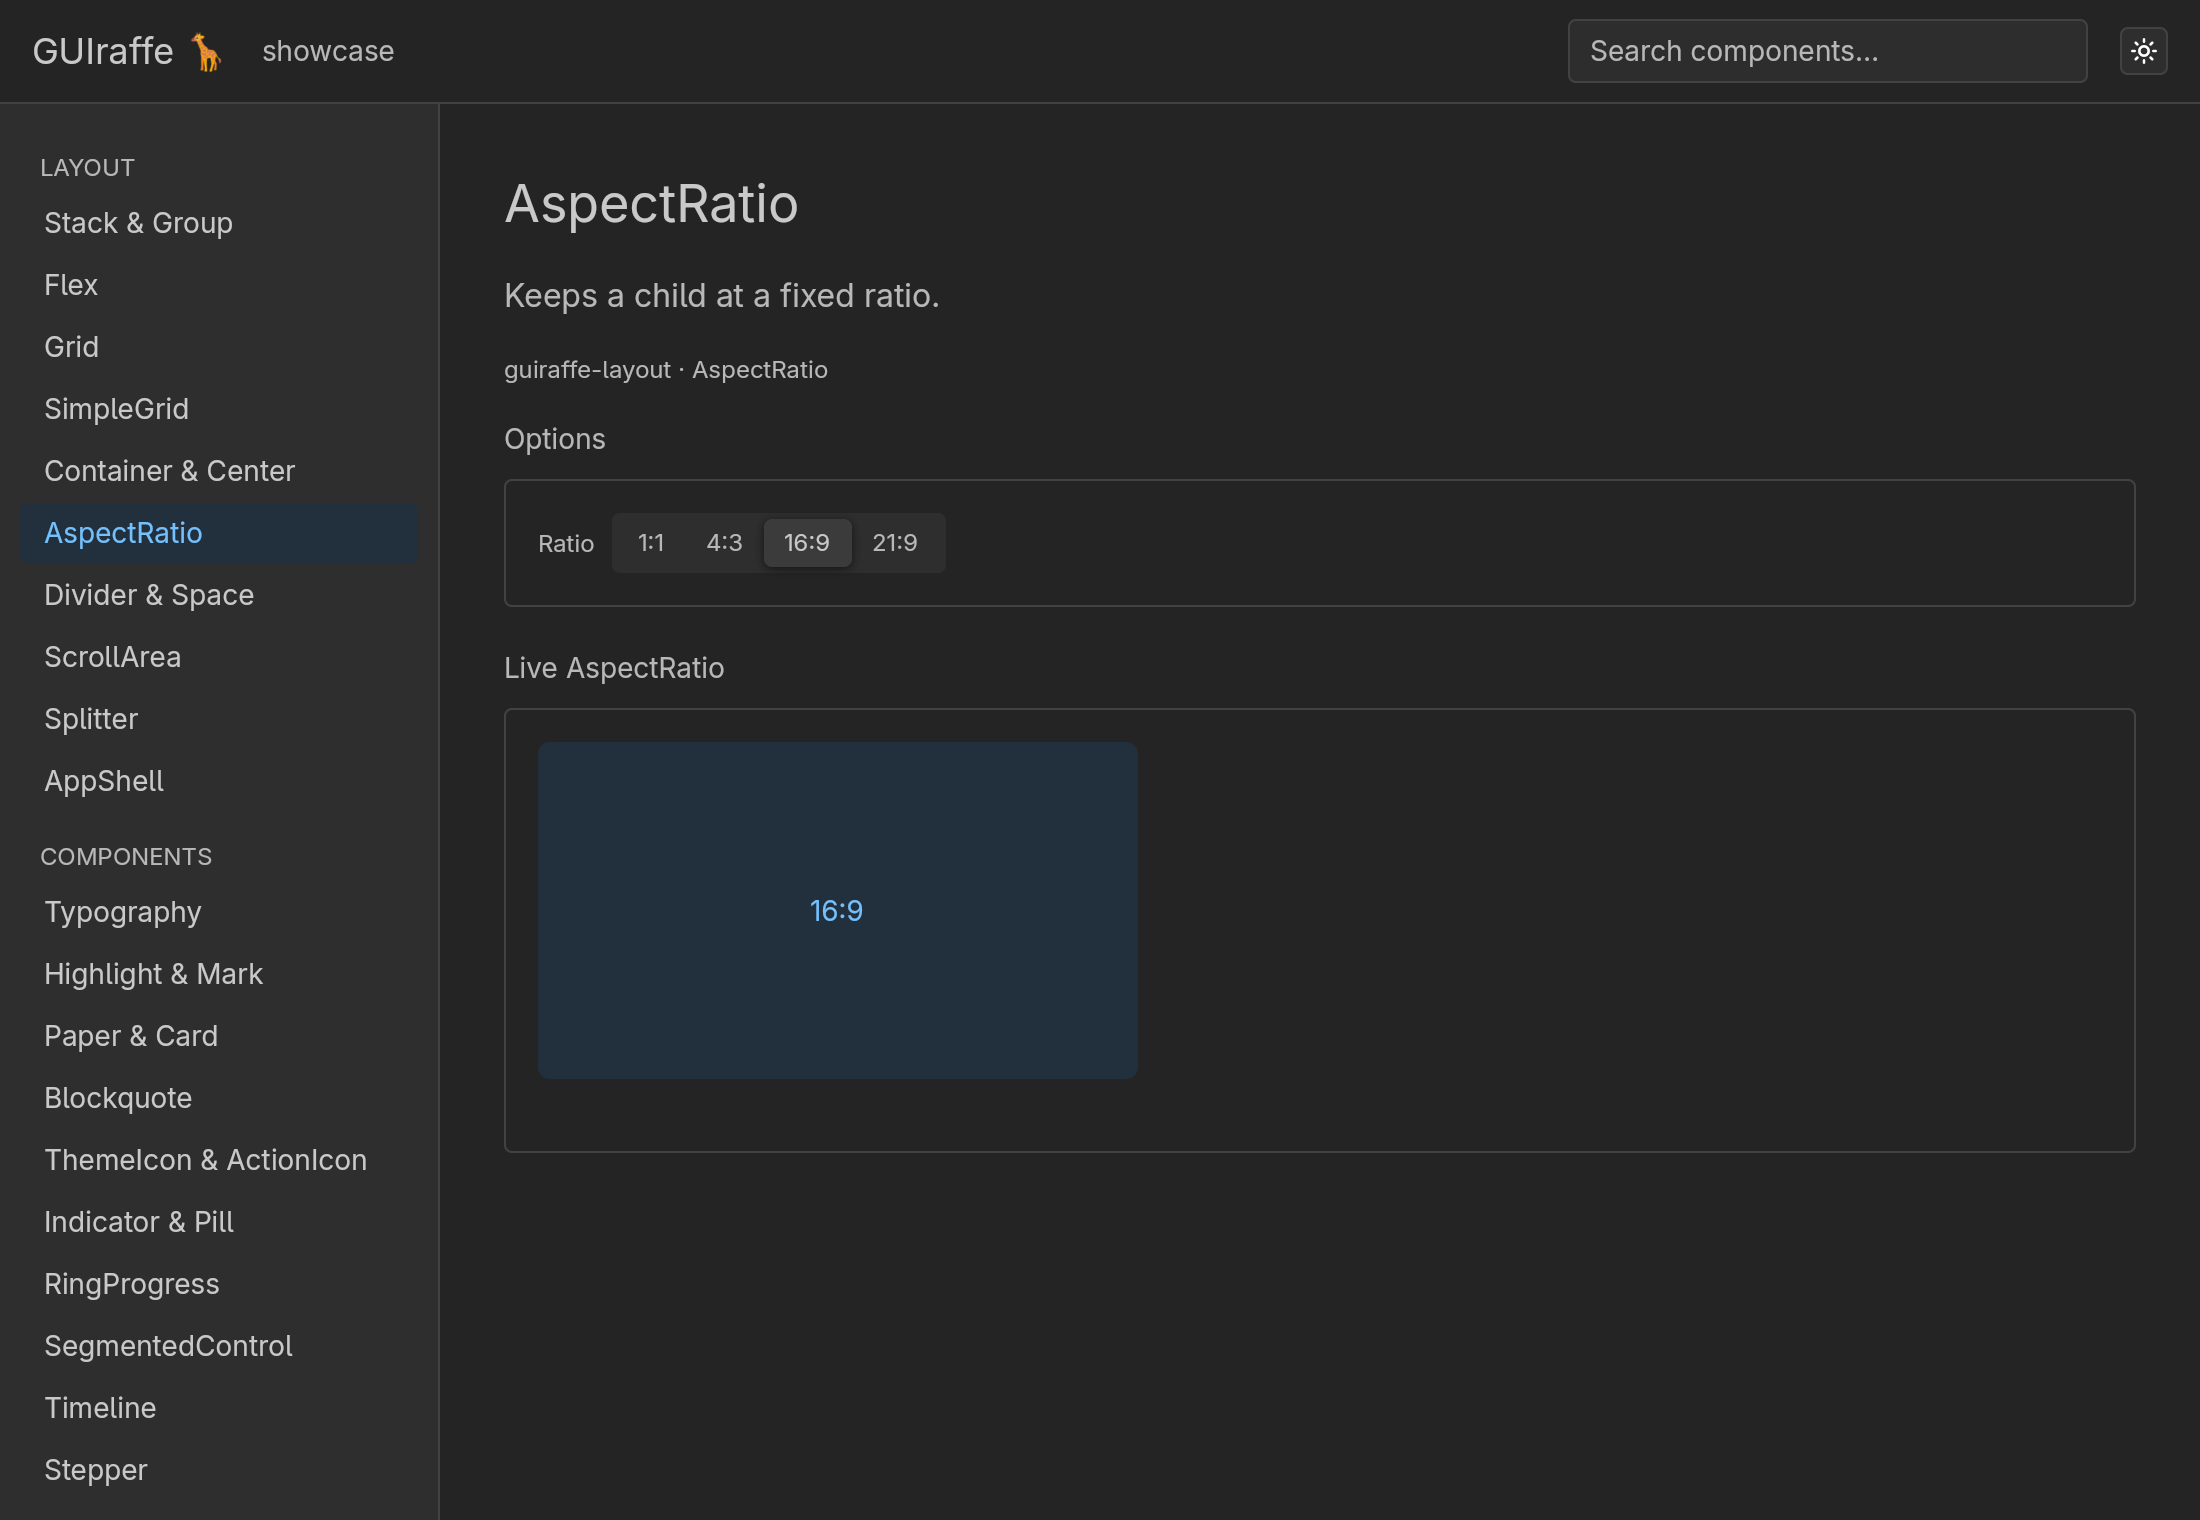 GUIraffe 🦒 showcase
Search components...
LAYOUT
Stack & Group
Flex
Grid
SimpleGrid
Container & Center
AspectRatio
Divider & Space
ScrollArea
Splitter
AppShell
COMPONENTS
Typography
Highlight & Mark
Paper & Card
Blockquote
ThemeIcon & ActionIcon
Indicator & Pill
RingProgress
SegmentedControl
Timeline
Stepper
AspectRatio
Keeps a child at a fixed ratio.
guiraffe-layout · AspectRatio
Options
Ratio 1:1 4:3 16:9 21:9
Live AspectRatio
16:9